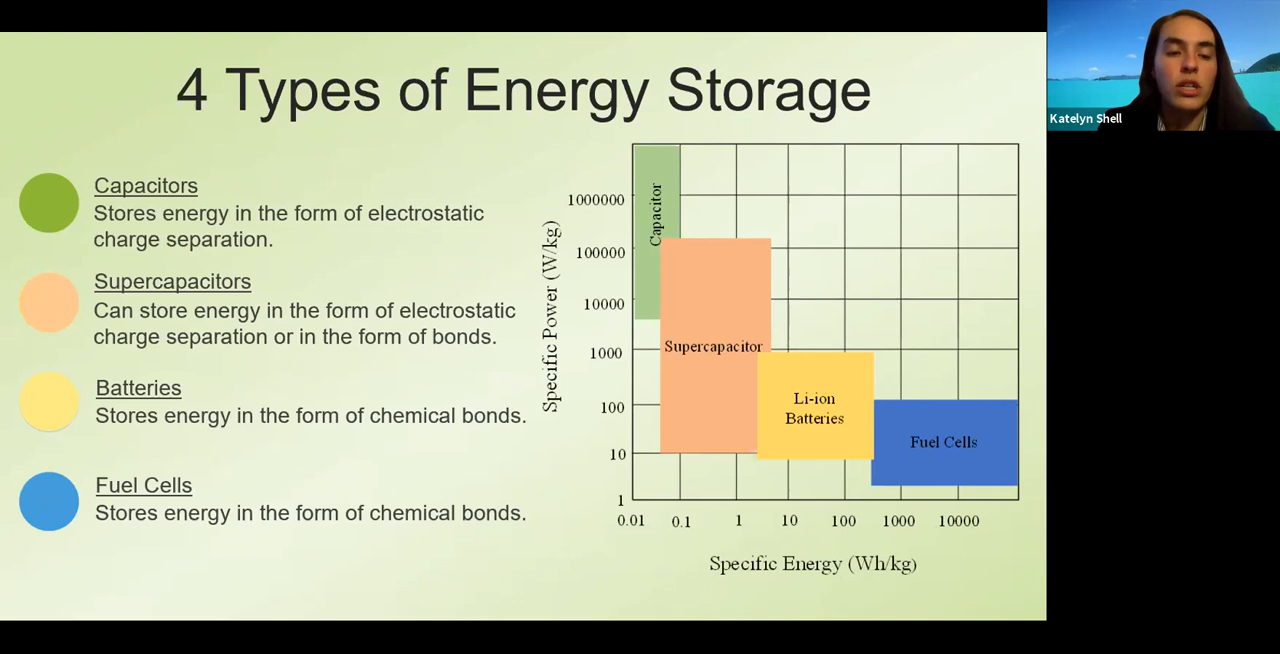 4 Types of Energy Storage
Katelyn Shell
Capacitors
Stores energy in the form of electrostatic
charge separation.
Supercapacitors
Can store energy in the form of electrostatic
charge separation or in the form of bonds.
Batteries
Stores energy in the form of chemical bonds.
Fuel Cells
Stores energy in the form of chemical bonds.
Specific Power (W/kg)
1000000
100000
10000
1000
100
10
1
Capacitor
Supercapacitor
Li-ion
Batteries
Fuel Cells
0.01 0.1 1 10 100 1000 10000
Specific Energy (Wh/kg)